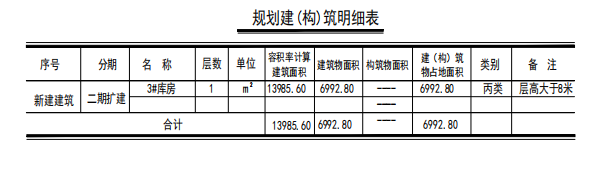 规划建(构)筑明细表
序号 分期 名 称 层数 单位 容积率计算建筑面积 建筑物面积 构筑物面积 建(构)筑物占地面积 类别 备 注
新建建筑 二期扩建 3#库房 1 m² 13985.60 6992.80 ---- 6992.80 丙类 层高大于8米
----
合计 13985.60 6992.80 ---- 6992.80